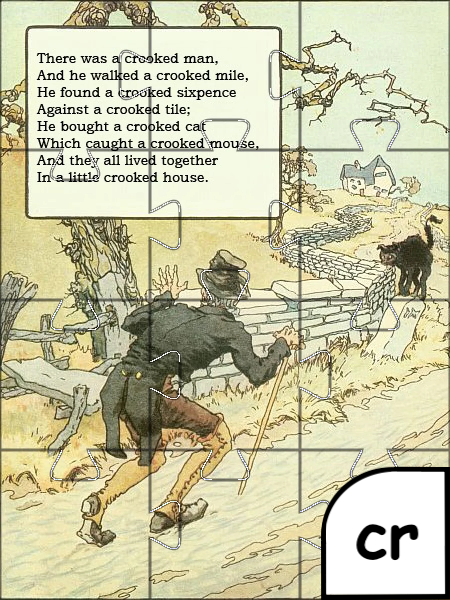 There was a crooked man,
And he walked a crooked mile,
He found a crooked sixpence
Against a crooked tile;
He bought a crooked cat
Which caught a crooked mouse,
And they all lived together
In a little crooked house.
cr